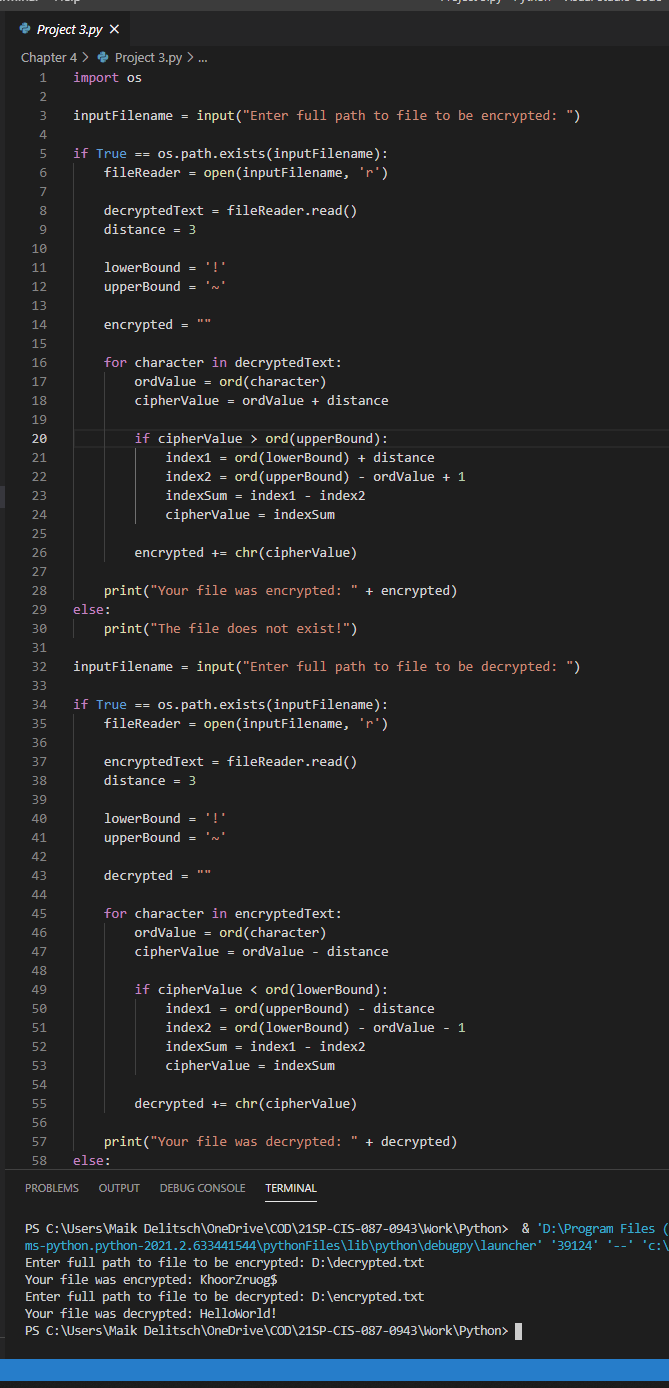 Project 3.py
Chapter 4 > Project 3.py > ...
1 import os
2
3 inputFilename = input("Enter full path to file to be encrypted: ")
4
5 if True == os.path.exists(inputFilename):
6     fileReader = open(inputFilename, 'r')
7
8     decryptedText = fileReader.read()
9     distance = 3
10
11     lowerBound = '!'
12     upperBound = '~'
13
14     encrypted = ""
15
16     for character in decryptedText:
17         ordValue = ord(character)
18         cipherValue = ordValue + distance
19
20         if cipherValue > ord(upperBound):
21             index1 = ord(lowerBound) + distance
22             index2 = ord(upperBound) - ordValue + 1
23             indexSum = index1 - index2
24             cipherValue = indexSum
25
26         encrypted += chr(cipherValue)
27
28     print("Your file was encrypted: " + encrypted)
29 else:
30     print("The file does not exist!")
31
32 inputFilename = input("Enter full path to file to be decrypted: ")
33
34 if True == os.path.exists(inputFilename):
35     fileReader = open(inputFilename, 'r')
36
37     encryptedText = fileReader.read()
38     distance = 3
39
40     lowerBound = '!'
41     upperBound = '~'
42
43     decrypted = ""
44
45     for character in encryptedText:
46         ordValue = ord(character)
47         cipherValue = ordValue - distance
48
49         if cipherValue < ord(lowerBound):
50             index1 = ord(upperBound) - distance
51             index2 = ord(lowerBound) - ordValue - 1
52             indexSum = index1 - index2
53             cipherValue = indexSum
54
55         decrypted += chr(cipherValue)
56
57     print("Your file was decrypted: " + decrypted)
58 else:
PROBLEMS OUTPUT DEBUG CONSOLE TERMINAL
PS C:\Users\Maik Delitsch\OneDrive\COD\21SP-CIS-087-0943\Work\Python>  & 'D:\Program Files (
ms-python.python-2021.2.633441544\pythonFiles\lib\python\debugpy\launcher' '39124' '--' 'c:\
Enter full path to file to be encrypted: D:\decrypted.txt
Your file was encrypted: KhoorZruog$
Enter full path to file to be decrypted: D:\encrypted.txt
Your file was decrypted: HelloWorld!
PS C:\Users\Maik Delitsch\OneDrive\COD\21SP-CIS-087-0943\Work\Python>